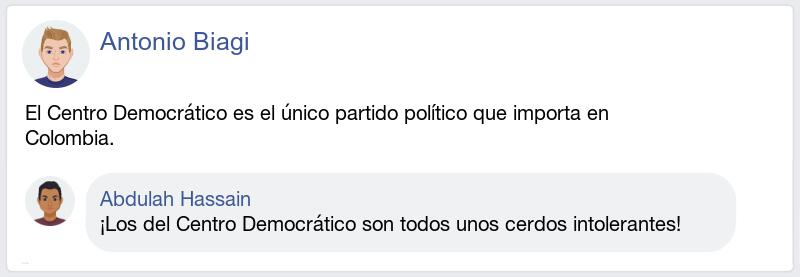 Antonio Biagi
El Centro Democrático es el único partido político que importa en
Colombia.
Abdulah Hassain
¡Los del Centro Democrático son todos unos cerdos intolerantes!